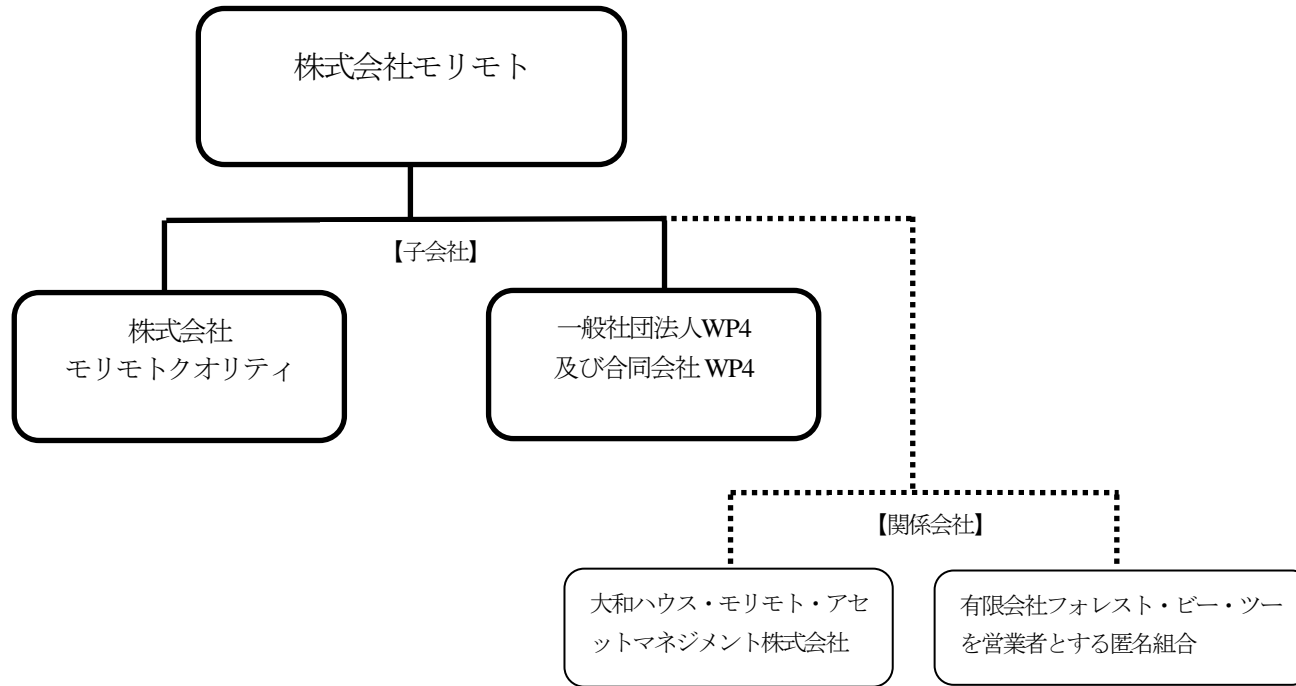 株式会社モリモト
【子会社】
株式会社
モリモトクオリティ
一般社団法人WP4
及び合同会社 WP4
【関係会社】
大和ハウス・モリモト・アセ
ットマネジメント株式会社
有限会社フォレスト・ビー・ツー
を営業者とする匿名組合